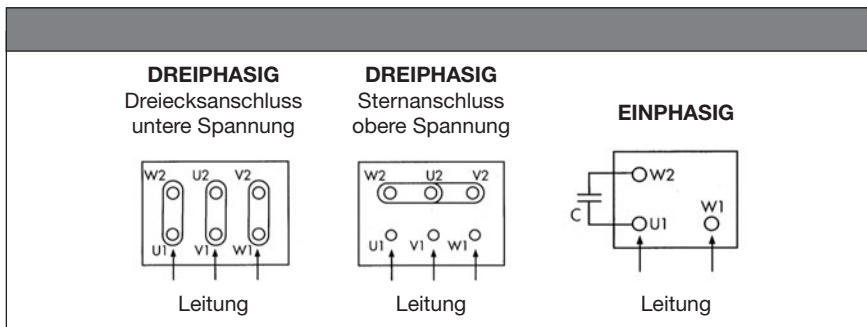 DREIPHASIG
Dreiecksanschluss
untere Spannung
W2 U2 V2
U1 V1 W1
Leitung
DREIPHASIG
Sternanschluss
obere Spannung
W2 U2 V2
U1 V1 W1
Leitung
EINPHASIG
W2
C
U1 W1
Leitung